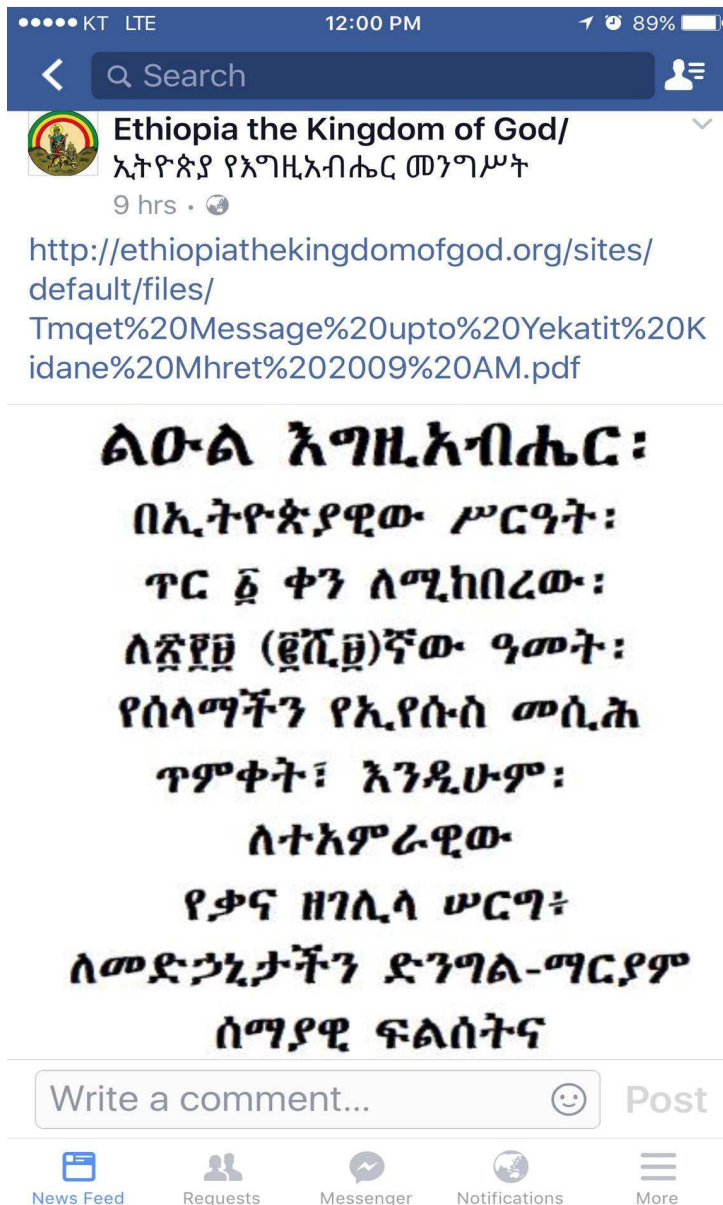 KT LTE 12:00 PM 89%
Search
Ethiopia the Kingdom of God/
ኢትዮጵያ የእግዚአብሔር መንግሥት
9 hrs
http://ethiopiathekingdomofgod.org/sites/
default/files/
Tmqet%20Message%20upto%20Yekatit%20K
idane%20Mhret%202009%20AM.pdf
ልዑል እግዚአብሔር፡
በኢትዮጵያዊው ሥርዓት፡
ጥር ፩ ቀን ለሚከበረው፡
ለ፳፻፱ (፪ሺ፱)ኛው ዓመት፡
የሰላማችን የኢየሱስ መሲሕ
ጥምቀት፣ እንዲሁም፡
ለተአምራዊው
የቃና ዘገሊላ ሠርግ፥
ለመድኃኒታችን ድንግል-ማርያም
ሰማያዊ ፍልሰትና
Write a comment...
Post
News Feed
Requests
Messenger
Notifications
More